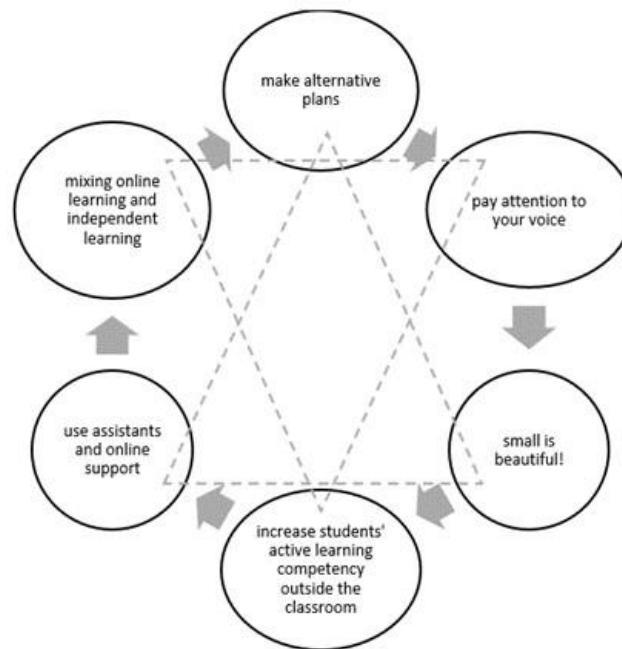 make alternative
plans
pay attention to
your voice
small is
beautiful!
increase students'
active learning
competency
outside the
classroom
use assistants
and online
support
mixing online
learning and
independent
learning